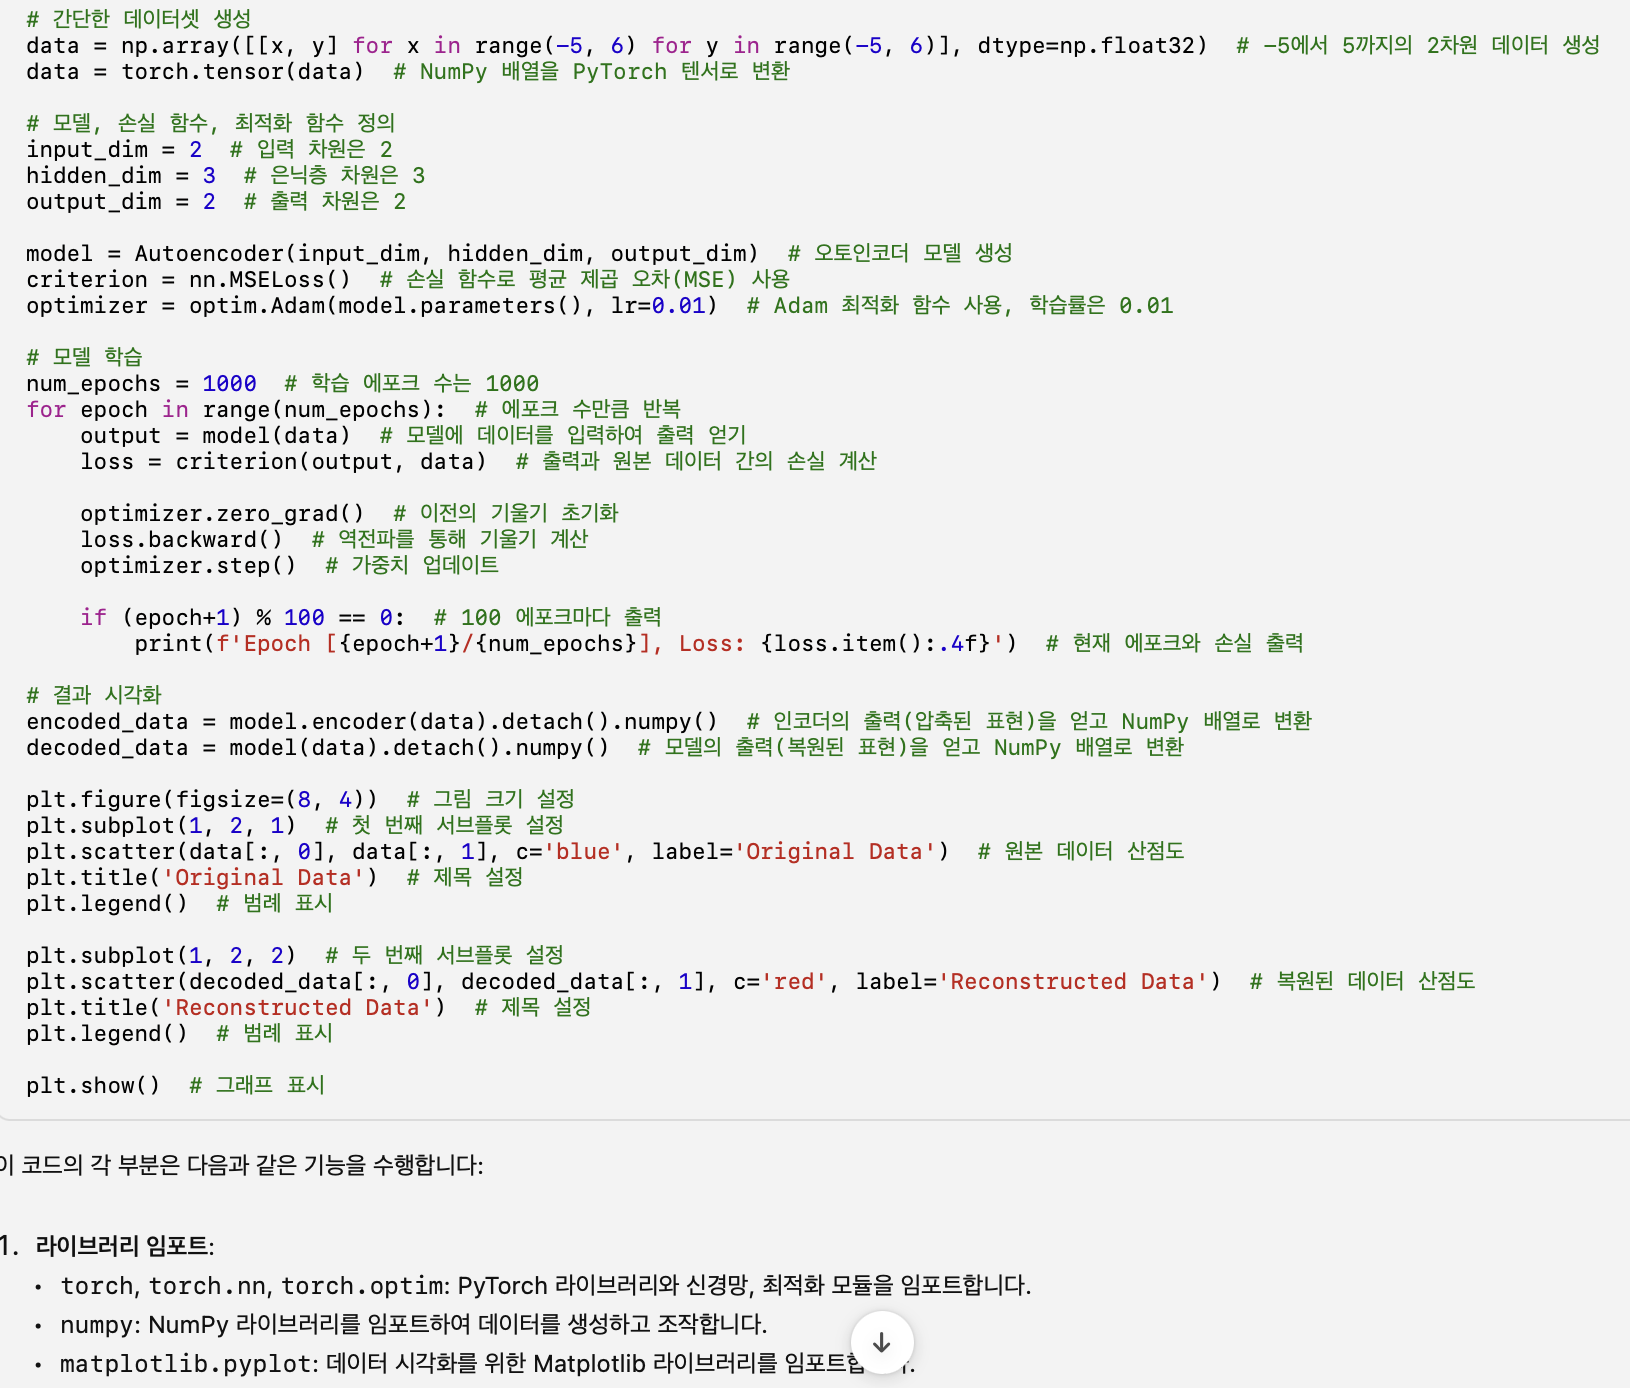 # 간단한 데이터셋 생성
data = np.array([[x, y] for x in range(-5, 6) for y in range(-5, 6)], dtype=np.float32)  # -5에서 5까지의 2차원 데이터 생성
data = torch.tensor(data)  # NumPy 배열을 PyTorch 텐서로 변환

# 모델, 손실 함수, 최적화 함수 정의
input_dim = 2  # 입력 차원은 2
hidden_dim = 3  # 은닉층 차원은 3
output_dim = 2  # 출력 차원은 2

model = Autoencoder(input_dim, hidden_dim, output_dim)  # 오토인코더 모델 생성
criterion = nn.MSELoss()  # 손실 함수로 평균 제곱 오차(MSE) 사용
optimizer = optim.Adam(model.parameters(), lr=0.01)  # Adam 최적화 함수 사용, 학습률은 0.01

# 모델 학습
num_epochs = 1000  # 학습 에포크 수는 1000
for epoch in range(num_epochs):  # 에포크 수만큼 반복
    output = model(data)  # 모델에 데이터를 입력하여 출력 얻기
    loss = criterion(output, data)  # 출력과 원본 데이터 간의 손실 계산

    optimizer.zero_grad()  # 이전의 기울기 초기화
    loss.backward()  # 역전파를 통해 기울기 계산
    optimizer.step()  # 가중치 업데이트

    if (epoch+1) % 100 == 0:  # 100 에포크마다 출력
        print(f'Epoch [{epoch+1}/{num_epochs}], Loss: {loss.item():.4f}')  # 현재 에포크와 손실 출력

# 결과 시각화
encoded_data = model.encoder(data).detach().numpy()  # 인코더의 출력(압축된 표현)을 얻고 NumPy 배열로 변환
decoded_data = model(data).detach().numpy()  # 모델의 출력(복원된 표현)을 얻고 NumPy 배열로 변환

plt.figure(figsize=(8, 4))  # 그림 크기 설정
plt.subplot(1, 2, 1)  # 첫 번째 서브플롯 설정
plt.scatter(data[:, 0], data[:, 1], c='blue', label='Original Data')  # 원본 데이터 산점도
plt.title('Original Data')  # 제목 설정
plt.legend()  # 범례 표시

plt.subplot(1, 2, 2)  # 두 번째 서브플롯 설정
plt.scatter(decoded_data[:, 0], decoded_data[:, 1], c='red', label='Reconstructed Data')  # 복원된 데이터 산점도
plt.title('Reconstructed Data')  # 제목 설정
plt.legend()  # 범례 표시

plt.show()  # 그래프 표시

이 코드의 각 부분은 다음과 같은 기능을 수행합니다:

1. 라이브러리 임포트:
• torch, torch.nn, torch.optim: PyTorch 라이브러리와 신경망, 최적화 모듈을 임포트합니다.
• numpy: NumPy 라이브러리를 임포트하여 데이터를 생성하고 조작합니다.
• matplotlib.pyplot: 데이터 시각화를 위한 Matplotlib 라이브러리를